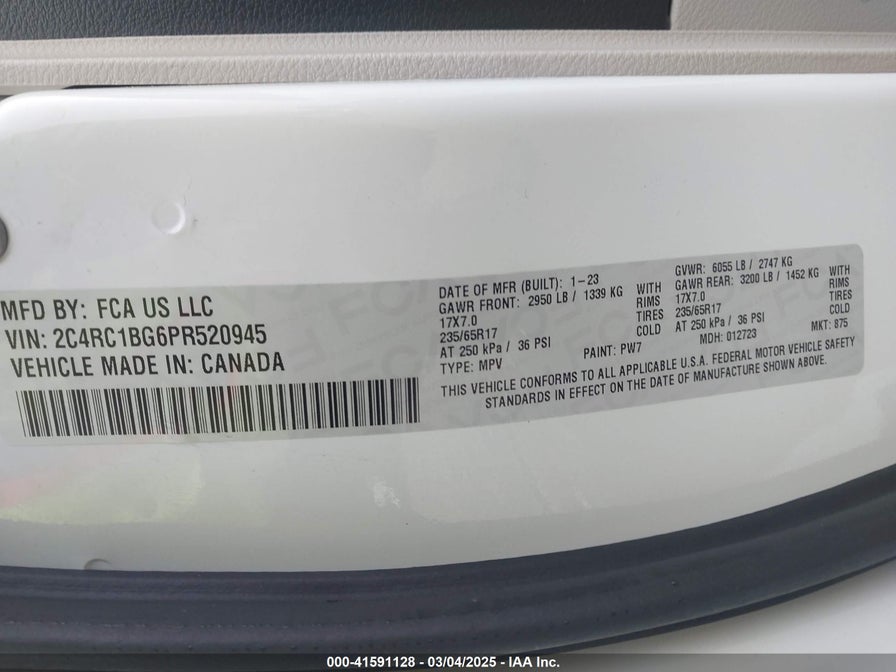 MFD BY: FCA US LLC
VIN: 2C4RC1BG6PR520945
VEHICLE MADE IN: CANADA
DATE OF MFR (BUILT): 1-23
GAWR FRONT: 2950 LB / 1339 KG WITH
17X7.0 RIMS
235/65R17 TIRES
AT 250 kPa / 36 PSI COLD
TYPE: MPV PAINT: PW7
GVWR: 6055 LB / 2747 KG
GAWR REAR: 3200 LB / 1452 KG WITH
17X7.0 RIMS
235/65R17 TIRES
AT 250 kPa / 36 PSI COLD
MDH: 012723 MKT: 875
THIS VEHICLE CONFORMS TO ALL APPLICABLE U.S.A. FEDERAL MOTOR VEHICLE SAFETY
STANDARDS IN EFFECT ON THE DATE OF MANUFACTURE SHOWN ABOVE.
000-41591128 - 03/04/2025 - IAA Inc.